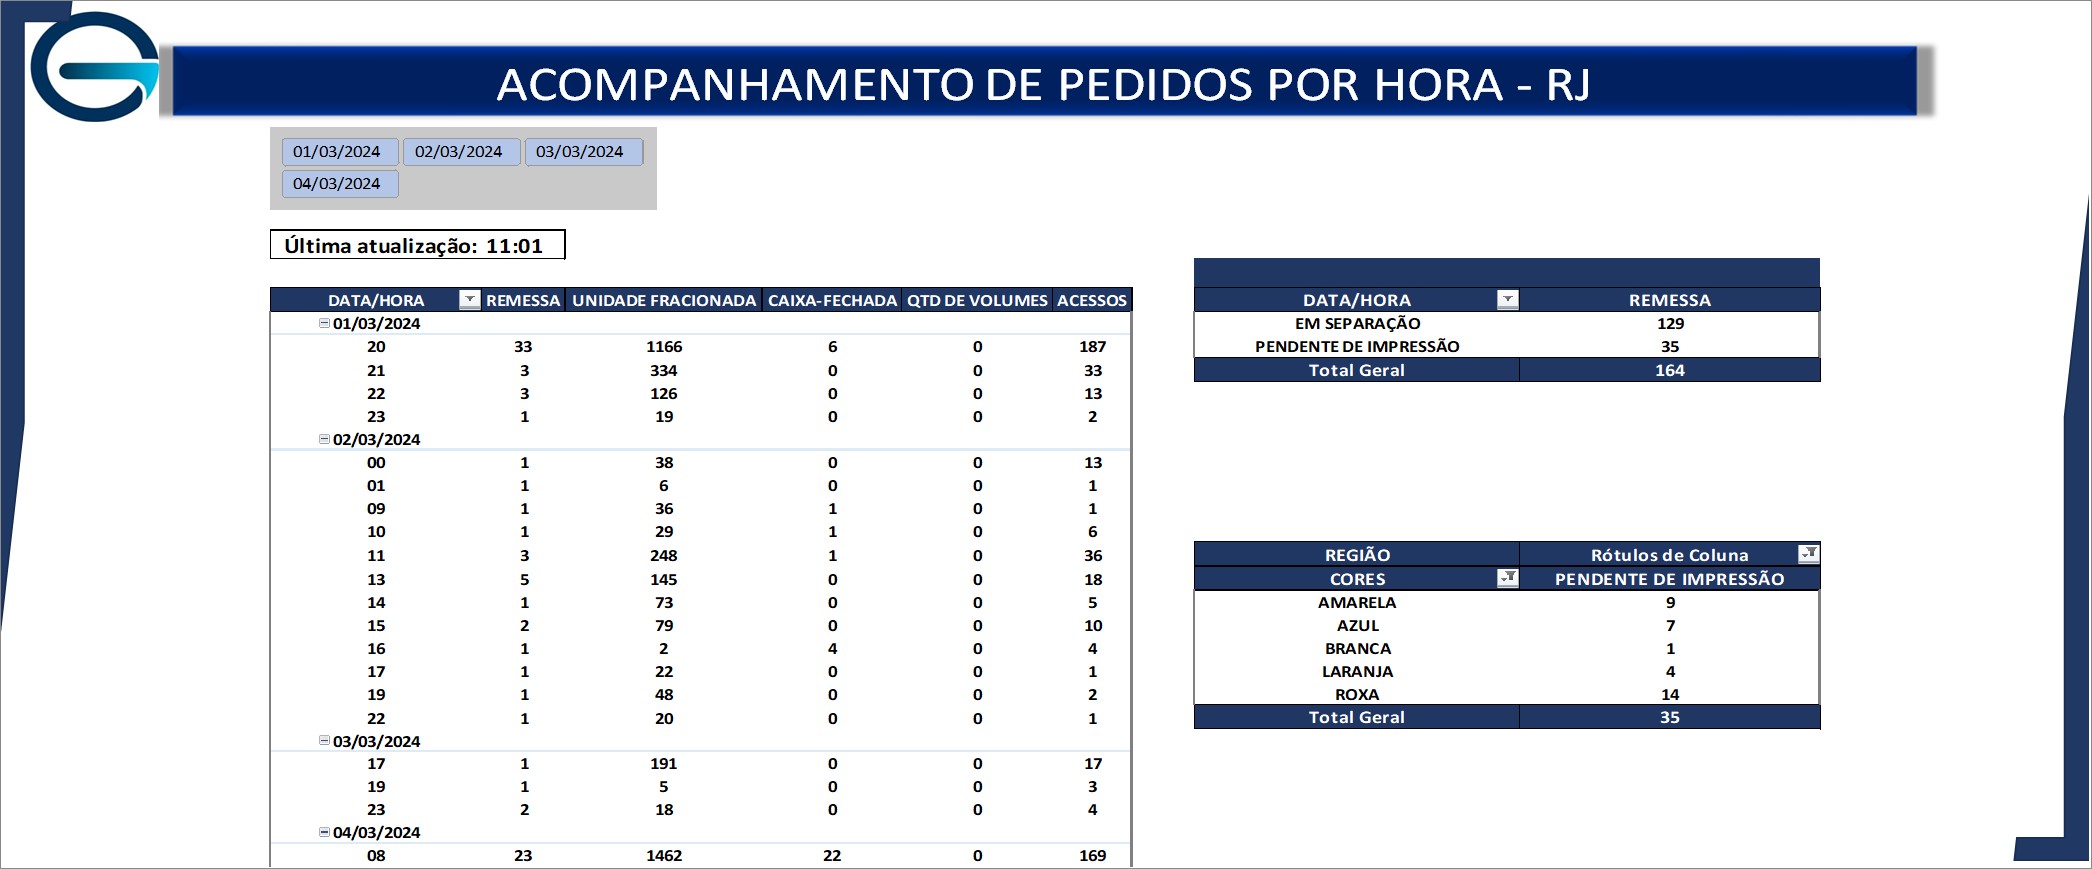 ACOMPANHAMENTO DE PEDIDOS POR HORA - RJ
01/03/2024 02/03/2024 03/03/2024
04/03/2024
Última atualização: 11:01
DATA/HORA REMESSA UNIDADE FRACIONADA CAIXA-FECHADA QTD DE VOLUMES ACESSOS
01/03/2024
20 33 1166 6 0 187
21 3 334 0 0 33
22 3 126 0 0 13
23 1 19 0 0 2
02/03/2024
00 1 38 0 0 13
01 1 6 0 0 1
09 1 36 1 0 1
10 1 29 1 0 6
11 3 248 1 0 36
13 5 145 0 0 18
14 1 73 0 0 5
15 2 79 0 0 10
16 1 2 4 0 4
17 1 22 0 0 1
19 1 48 0 0 2
22 1 20 0 0 1
03/03/2024
17 1 191 0 0 17
19 1 5 0 0 3
23 2 18 0 0 4
04/03/2024
08 23 1462 22 0 169
DATA/HORA REMESSA
EM SEPARAÇÃO 129
PENDENTE DE IMPRESSÃO 35
Total Geral 164
REGIÃO Rótulos de Coluna
CORES PENDENTE DE IMPRESSÃO
AMARELA 9
AZUL 7
BRANCA 1
LARANJA 4
ROXA 14
Total Geral 35